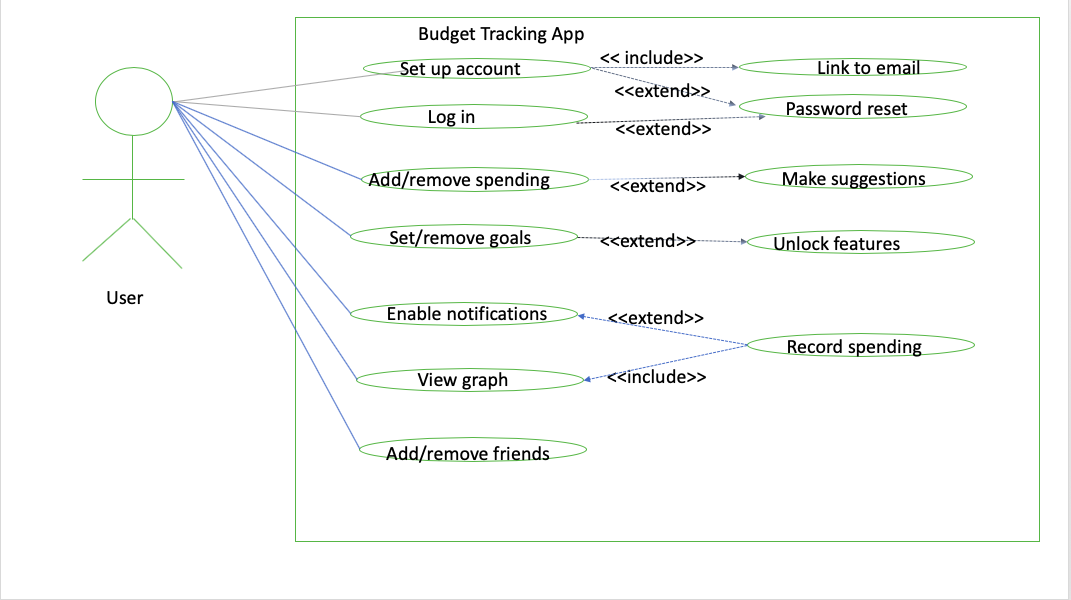 Budget Tracking App
Set up account
<< include>>
Link to email
<<extend>>
Password reset
Log in
<<extend>>
Add/remove spending
<<extend>>
Make suggestions
Set/remove goals
<<extend>>
Unlock features
User
Enable notifications
<<extend>>
Record spending
View graph
<<include>>
Add/remove friends